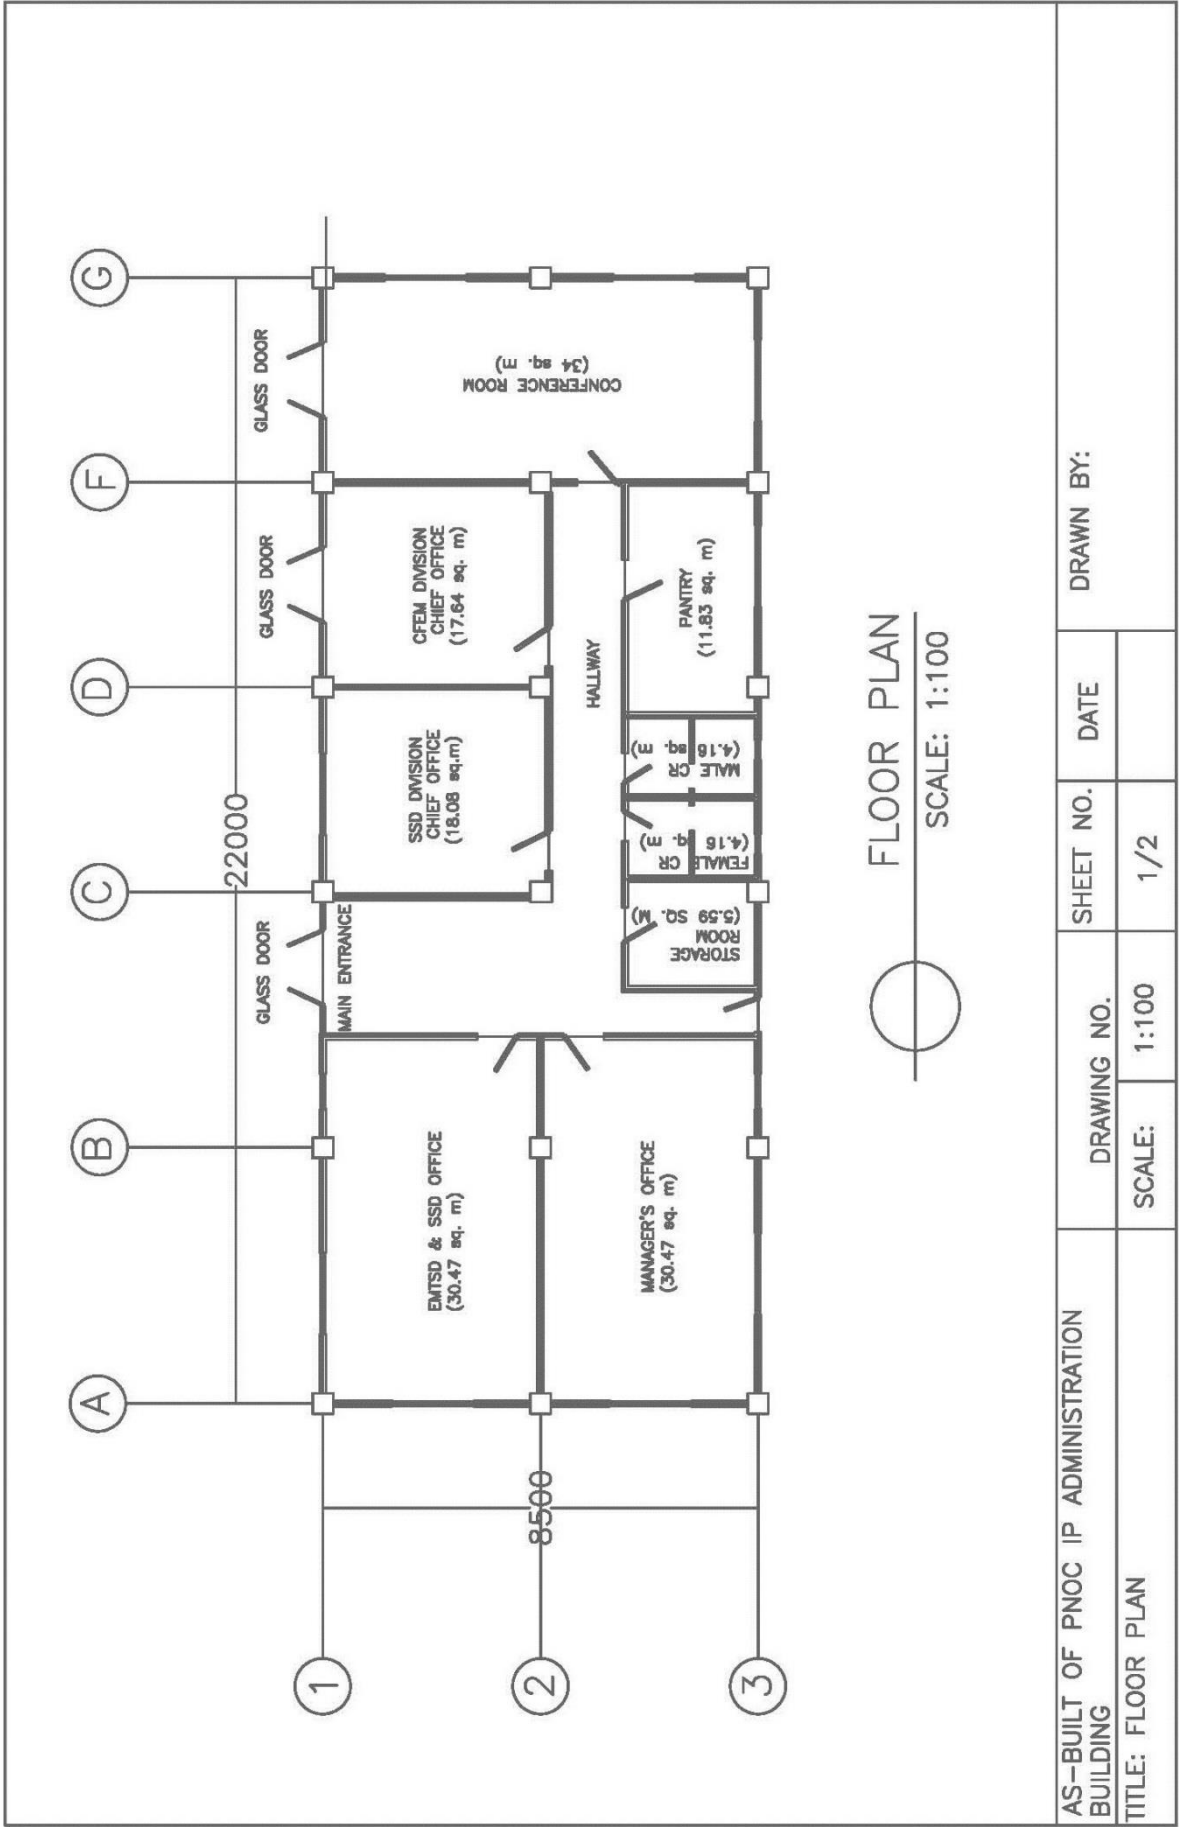 A
B
C
D
F
G
22000
GLASS DOOR
GLASS DOOR
GLASS DOOR
1
2
3
8500
MAIN ENTRANCE
EMTSD & SSD OFFICE
(30.47 sq. m)
SSD DIVISION
CHIEF OFFICE
(18.08 sq.m)
CFEM DIVISION
CHIEF OFFICE
(17.64 sq. m)
CONFERENCE ROOM
(34 sq. m)
HALLWAY
MANAGER'S OFFICE
(30.47 sq. m)
STORAGE
ROOM
(5.59 SQ. M)
FEMALE CR
(4.16 sq. m)
MALE CR
(4.16 sq. m)
PANTRY
(11.83 sq. m)
FLOOR PLAN
SCALE: 1:100
AS-BUILT OF PNOC IP ADMINISTRATION
BUILDING
TITLE: FLOOR PLAN
DRAWING NO.
SCALE: 1:100
SHEET NO.
1/2
DATE
DRAWN BY: